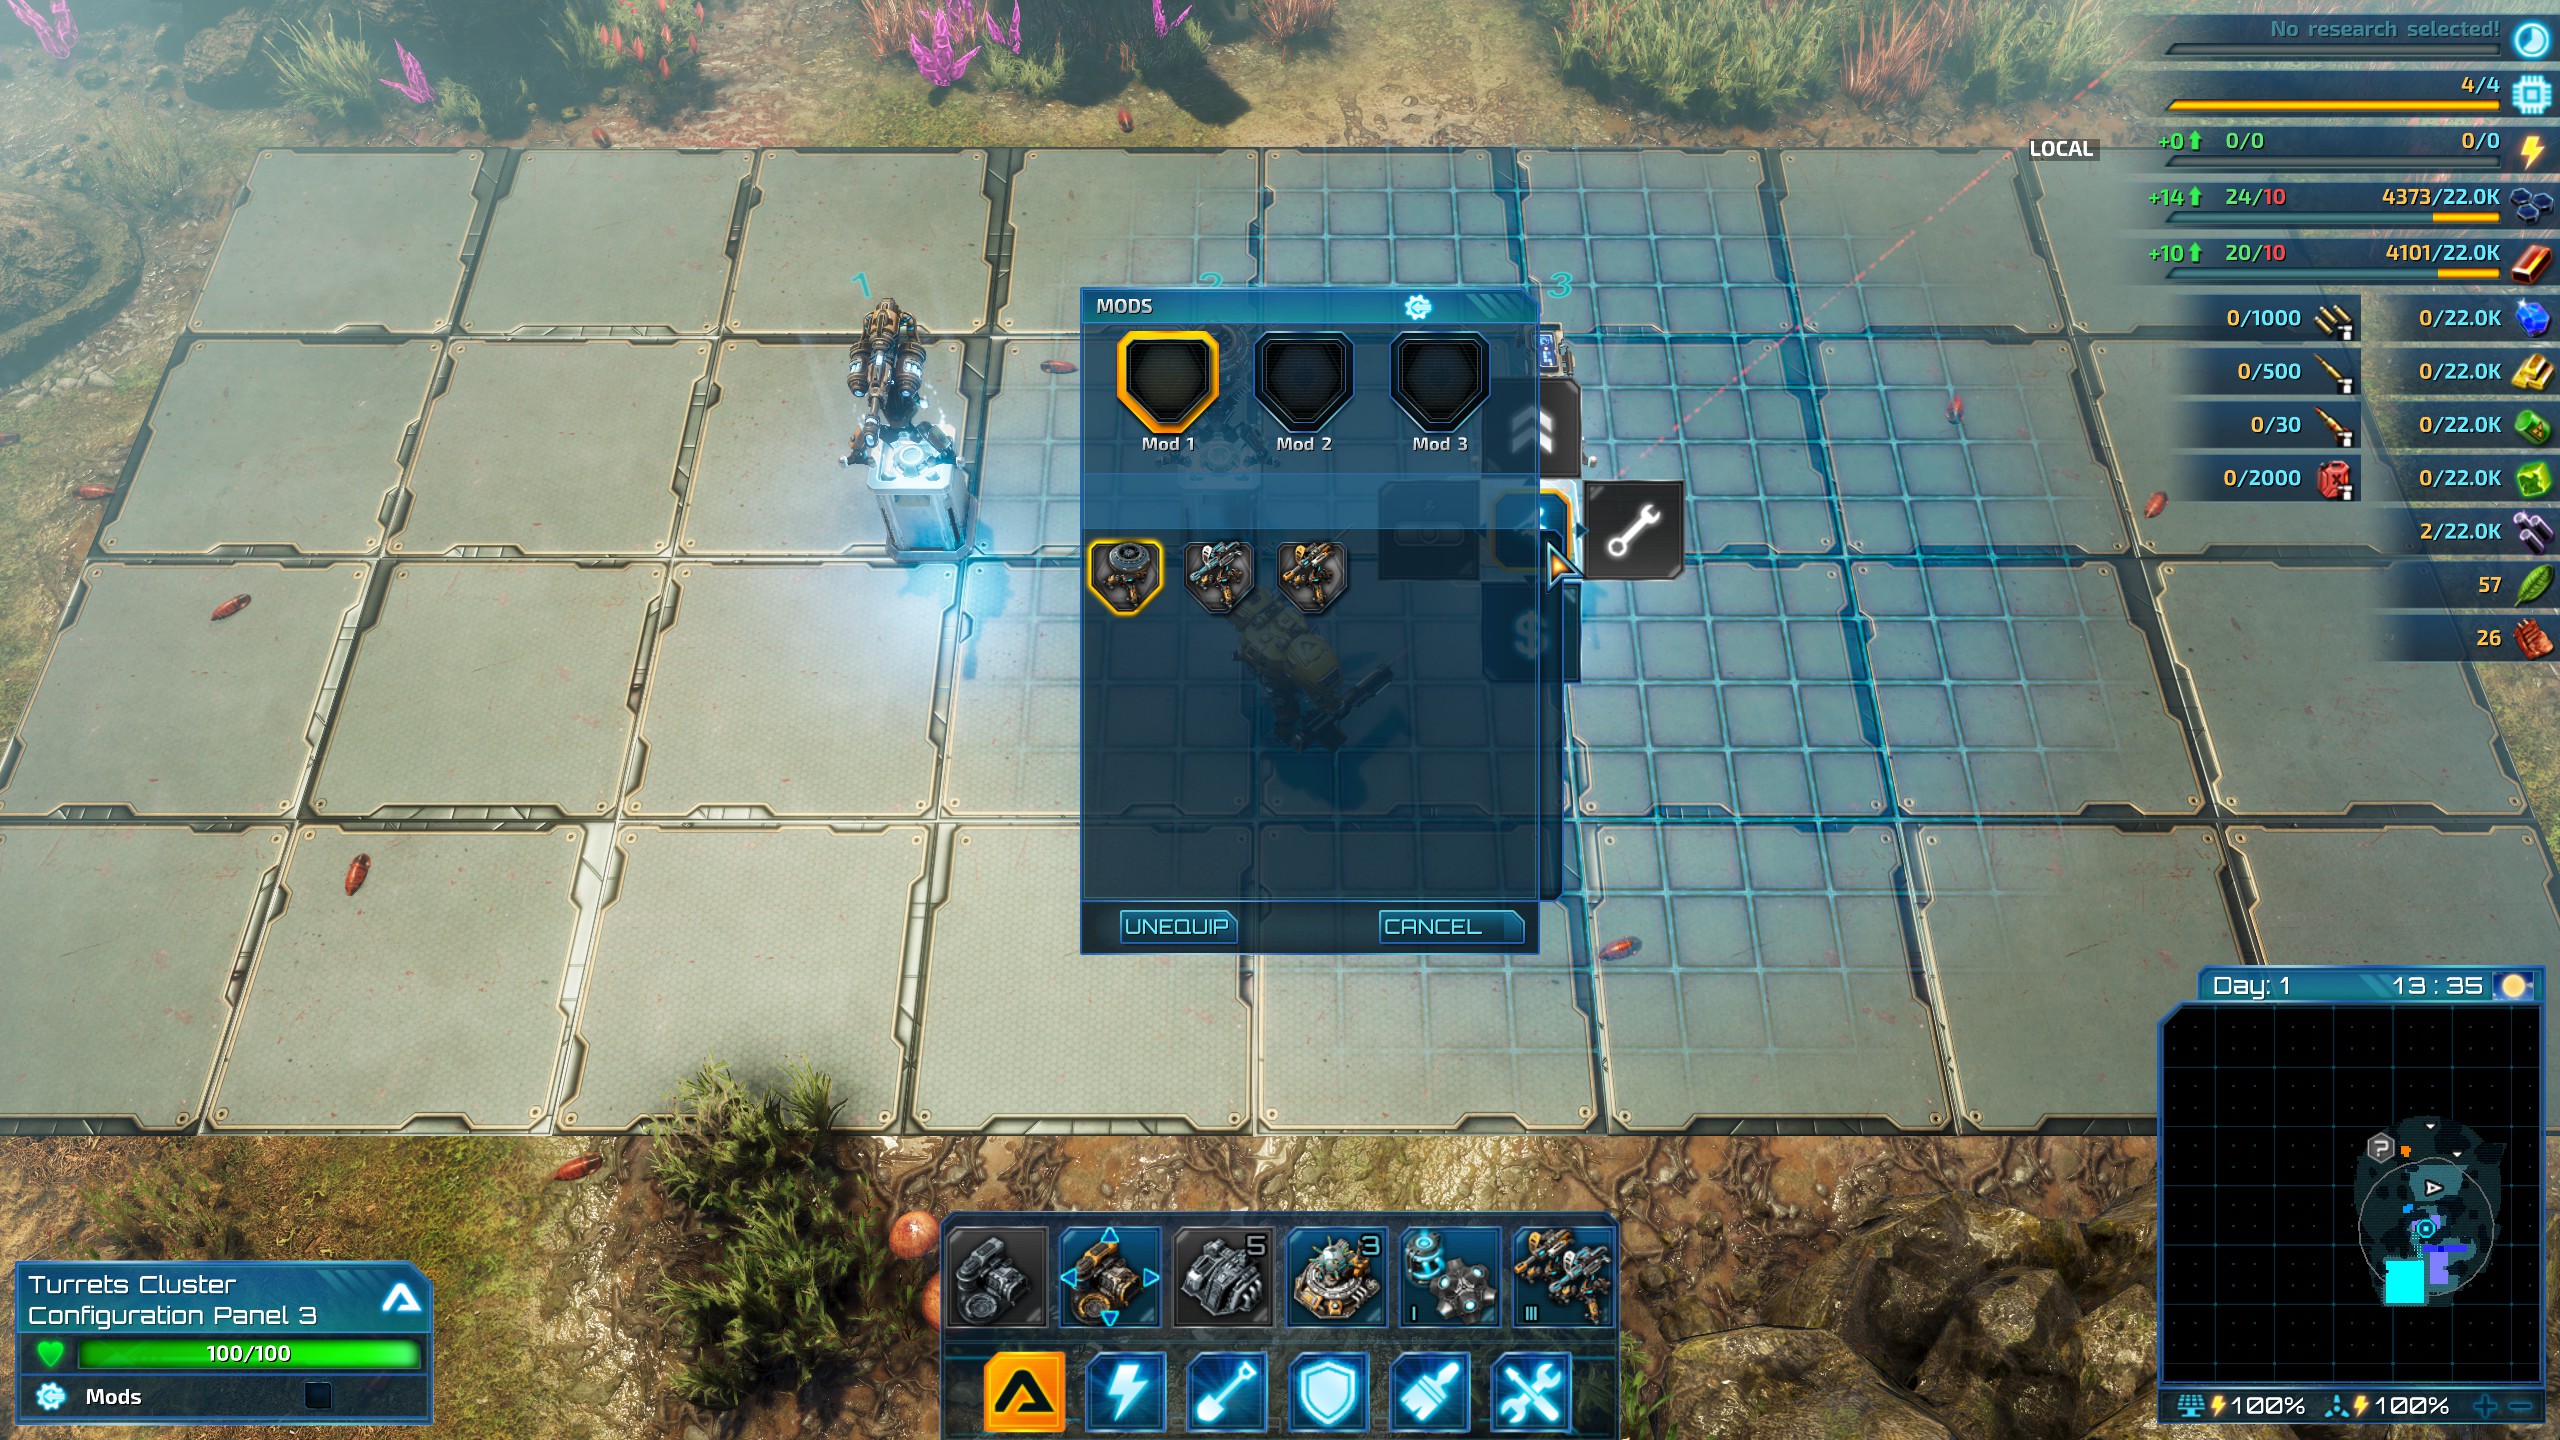 No research selected!
4/4
+0 0/0 0/0
LOCAL
+14 24/10 4373/22.0K
+10 20/10 4101/22.0K
0/1000 0/22.0K
0/500 0/22.0K
0/30 0/22.0K
0/2000 0/22.0K
2/22.0K
57
26
1
2
3
MODS
Mod 1 Mod 2 Mod 3
$
UNEQUIP CANCEL
Day: 1 13:35
?
100% 100%
Turrets Cluster
Configuration Panel 3
100/100
Mods
5
3
I
III